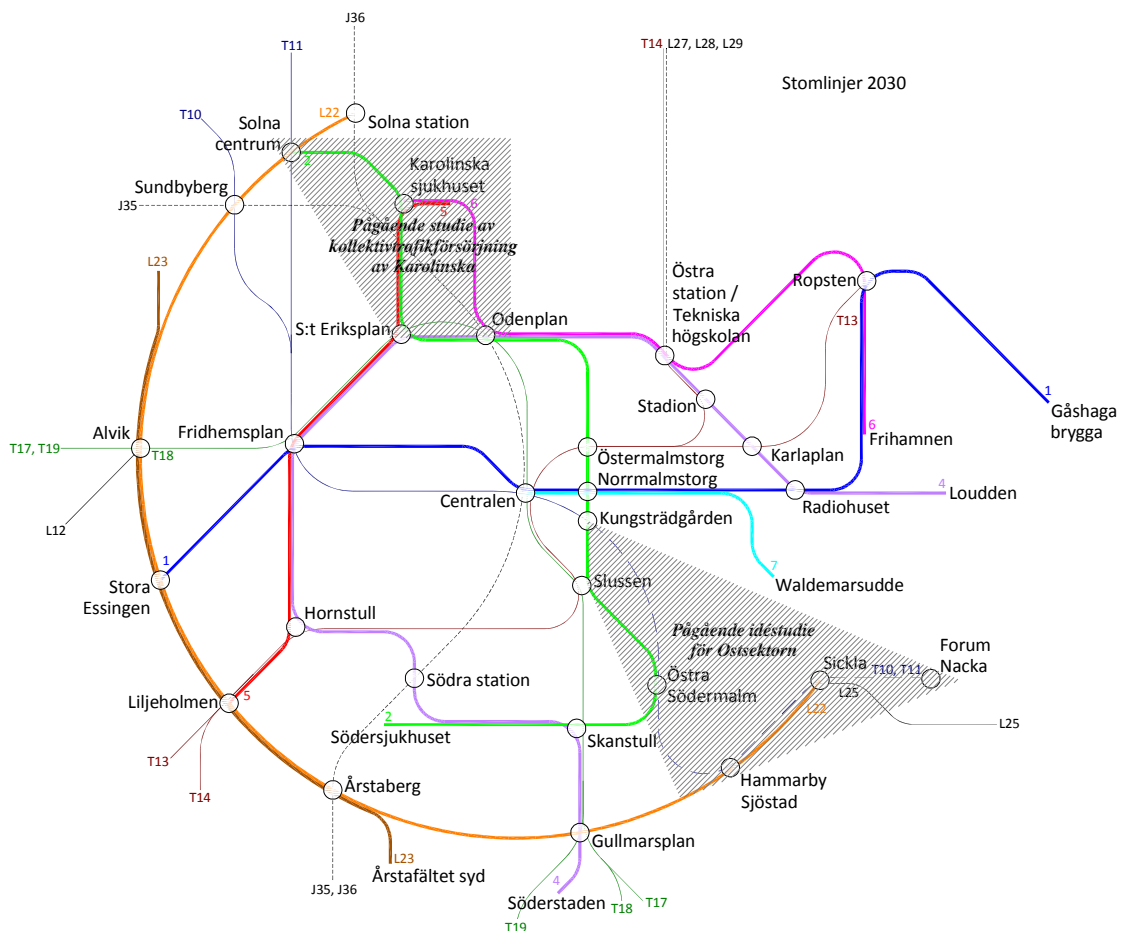 J36
T11
T14
L27, L28, L29
Stomlinjer 2030
T10
L22
Solna station
Solna
centrum
2
Karolinska
sjukhuset
Sundbyberg
J35
5
6
Pågående studie av
kollektivtrafikförsörjning
av Karolinska
L23
Östra
station /
Tekniska
högskolan
Ropsten
T13
S:t Eriksplan
Odenplan
1
Gåshaga
brygga
Stadion
Alvik
Fridhemsplan
T17, T19
T18
6
Frihamnen
Östermalmstorg
Karlaplan
Norrmalmstorg
Centralen
4
Loudden
Radiohuset
Kungsträdgården
L12
1
Stora
Essingen
7
Waldemarsudde
Slussen
Hornstull
Pågående idéstudie
för Ostsektorn
Forum
Nacka
Sickla
T10, T11
L25
Östra
Södermalm
Södra station
5
Liljeholmen
L22
L25
2
Södersjukhuset
Skanstull
T13
T14
Årstaberg
Hammarby
Sjöstad
Gullmarsplan
L23
Årstafältet syd
J35, J36
4
Söderstaden
T17
T18
T19